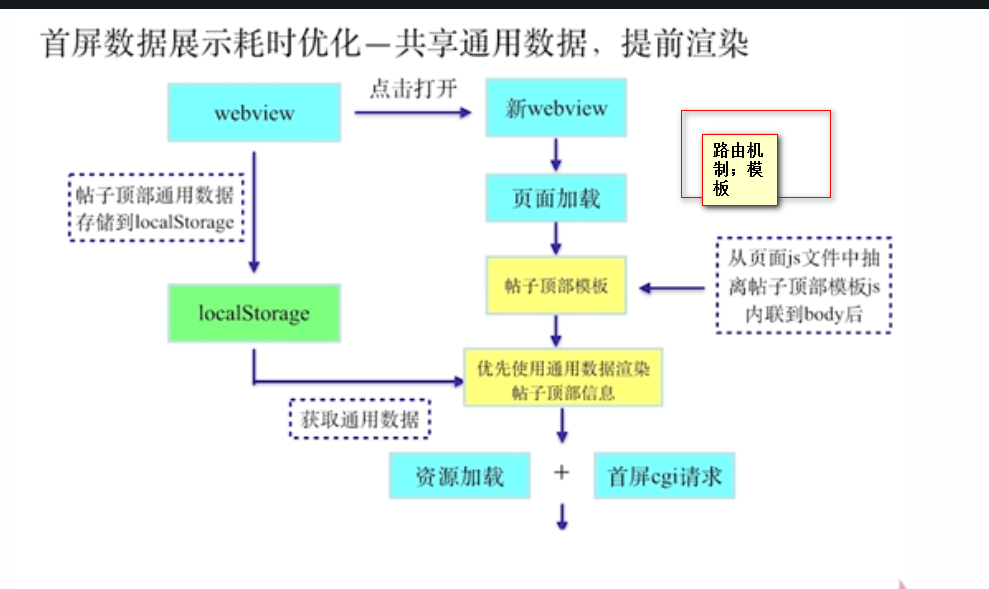 首屏数据展示耗时优化—共享通用数据，提前渲染
点击打开
webview
新webview
路由机
制；模
板
帖子顶部通用数据
存储到localStorage
页面加载
从页面js文件中抽
离帖子顶部模板js
内联到body后
帖子顶部模板
localStorage
优先使用通用数据渲染
帖子顶部信息
获取通用数据
资源加载
+
首屏cgi请求